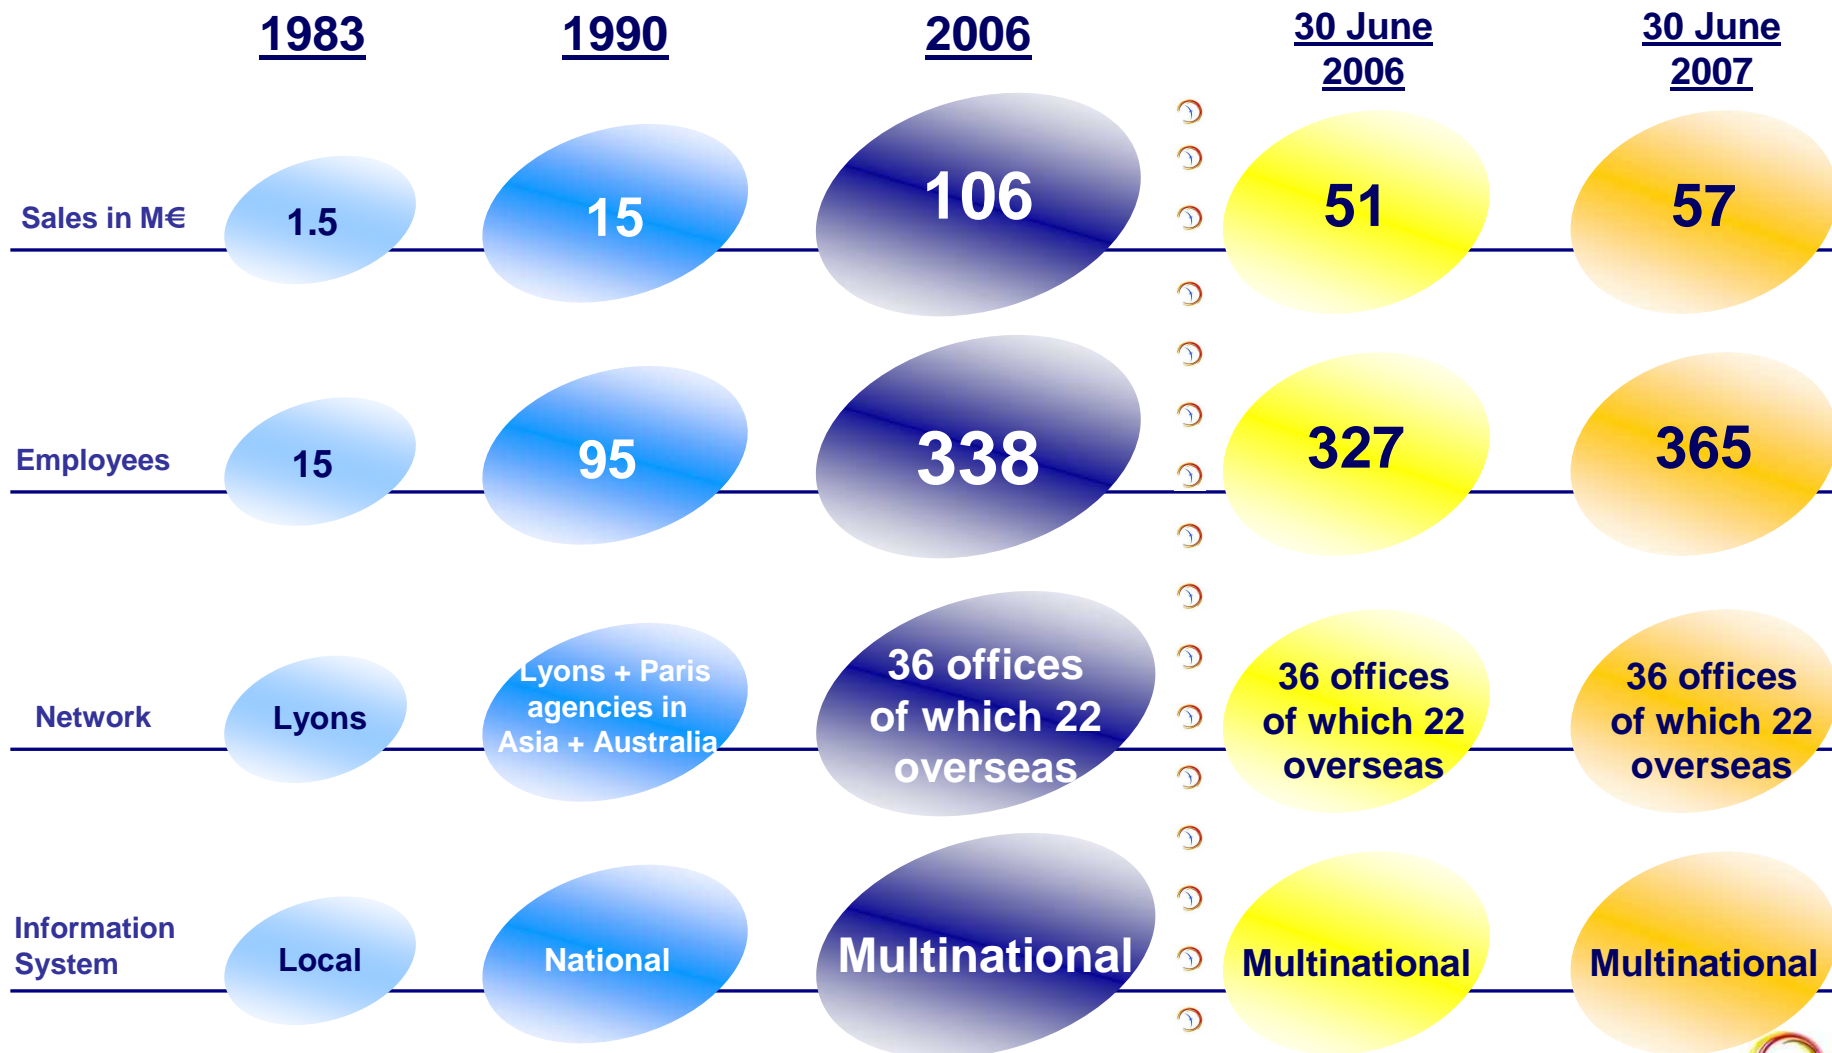 1983
1990
2006
30 June
2006
30 June
2007
Sales in M€
1.5
15
106
51
57
Employees
15
95
338
327
365
Network
Lyons
Lyons + Paris
agencies in
Asia + Australia
36 offices
of which 22
overseas
36 offices
of which 22
overseas
36 offices
of which 22
overseas
Information
System
Local
National
Multinational
Multinational
Multinational